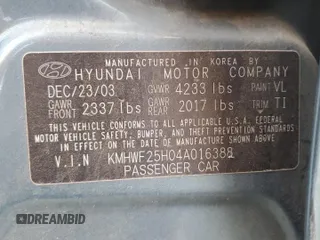 MANUFACTURED IN KOREA BY
HYUNDAI MOTOR COMPANY
DEC/23/03 GVWR 4233 lbs PAINT VL
GAWR FRONT 2337 lbs GAWR REAR 2017 lbs TRIM TI
THIS VEHICLE CONFORMS TO ALL APPLICABLE FEDERAL MOTOR VEHICLE
SAFETY, BUMPER, AND THEFT PREVENTION STANDARDS IN
EFFECT ON THE DATE OF MANUFACTURE SHOWN ABOVE
V.I.N KMHWF25H04A016388
PASSENGER CAR
DREAMBID